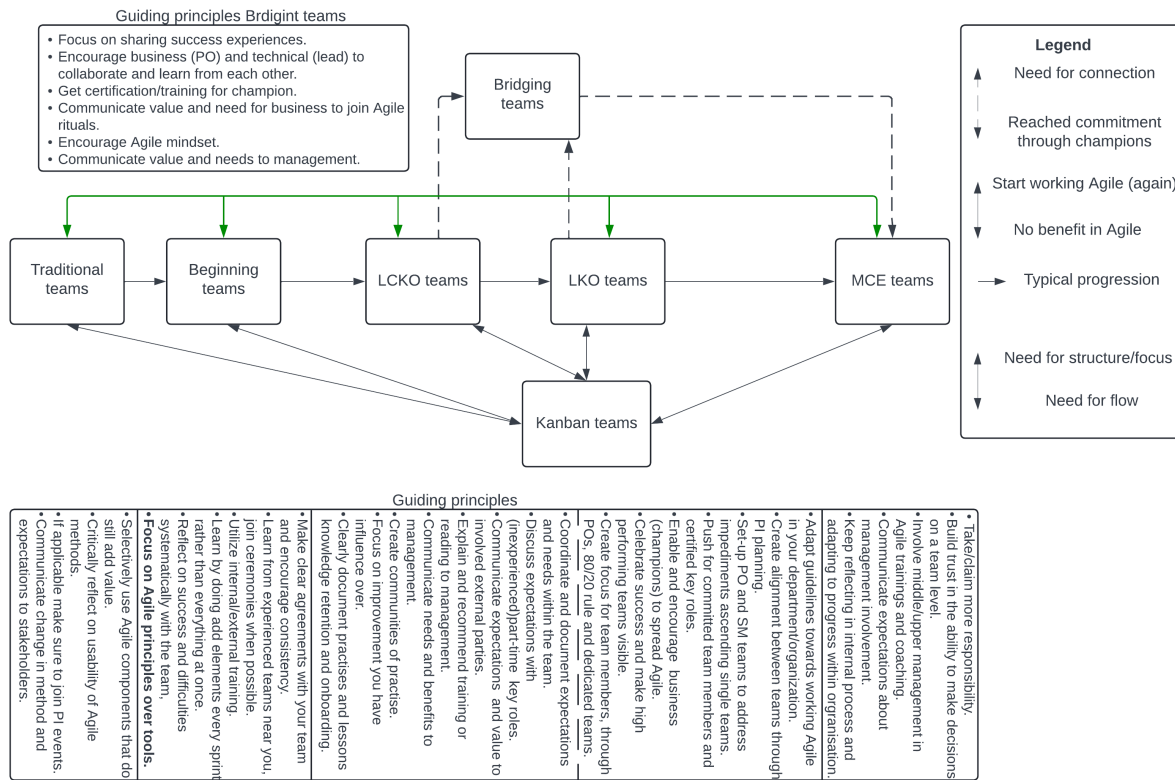 Guiding principles Brdigint teams
• Focus on sharing success experiences.
• Encourage business (PO) and technical (lead) to
collaborate and learn from each other.
• Get certification/training for champion.
• Communicate value and need for business to join Agile
rituals.
• Encourage Agile mindset.
• Communicate value and needs to management.
Bridging
teams
Traditional
teams
Beginning
teams
LCKO teams
LKO teams
MCE teams
Kanban teams
Legend
Need for connection
Reached commitment
through champions
Start working Agile (again)
No benefit in Agile
Typical progression
Need for structure/focus
Need for flow
Guiding principles
• Take/claim more responsibility.
• Build trust in the ability to make decisions
on a team level.
• Involve middle/upper management in
Agile trainings and coaching.
• Communicate expectations about
management involvement.
• Keep reflecting in internal processes and
adapting to progress within orgranisation.
• Adapt guidelines towards working Agile
in your department/organization.
• Create alignment between teams through
PI planning.
• Set-up PO and SM teams to address
impediments ascending single teams.
• Push for committed team members and
certified key roles.
• Enable and encourage business
(champions) to spread Agile.
• Celebrate success and make high
performing teams visible.
• Create focus for team members, through
POs, 80/20 rule and dedicated teams.
• Coordinate and document expectations
and needs within the team.
• Discuss expectations with
(inexperienced)part-time key roles.
• Communicate expectations and value to
involved external parties.
• Explain and recommend training or
reading to management.
• Communicate needs and benefits to
management.
• Create communities of practise.
• Focus on improvement you have
influence over.
• Clearly document practises and lessons
knowledge retention and onboarding.
• Make clear agreements with your team
and encourage consistency.
• Learn from experienced teams near you,
join ceremonies when possible.
• Utilize internal/external training.
• Learn by doing add elements every sprint
rather than everything at once.
• Reflect on success and difficulties
systematically with the team,
• Focus on Agile principles over tools.
• Selectively use Agile components that do
still add value.
• Critically reflect on usability of Agile
methods.
• If applicable make sure to join PI events.
• Communicate change in method and
expectations to stakeholders.